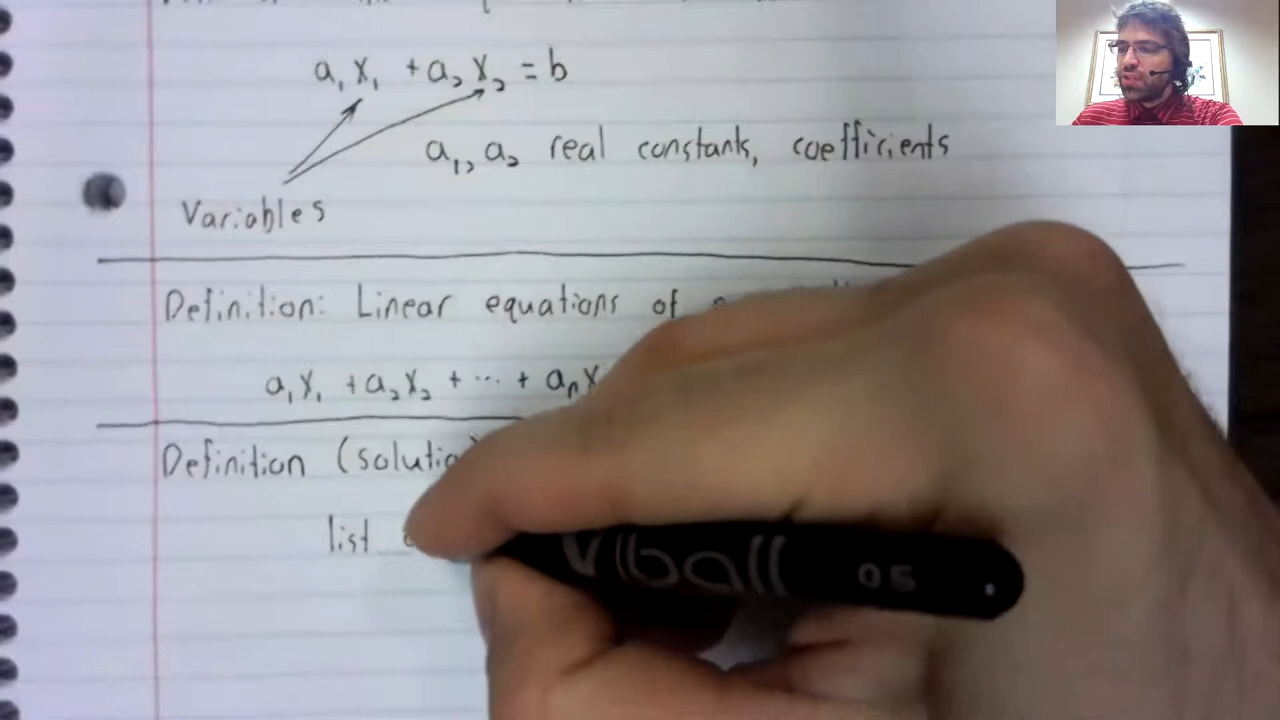 a₁x₁ + a₂x₂ = b
a₁, a₂ real constants, coefficients
Variables
Definition: Linear equations of
a₁x₁ + a₂x₂ + ... + aₙx
Definition (solutio
list
Vball 05